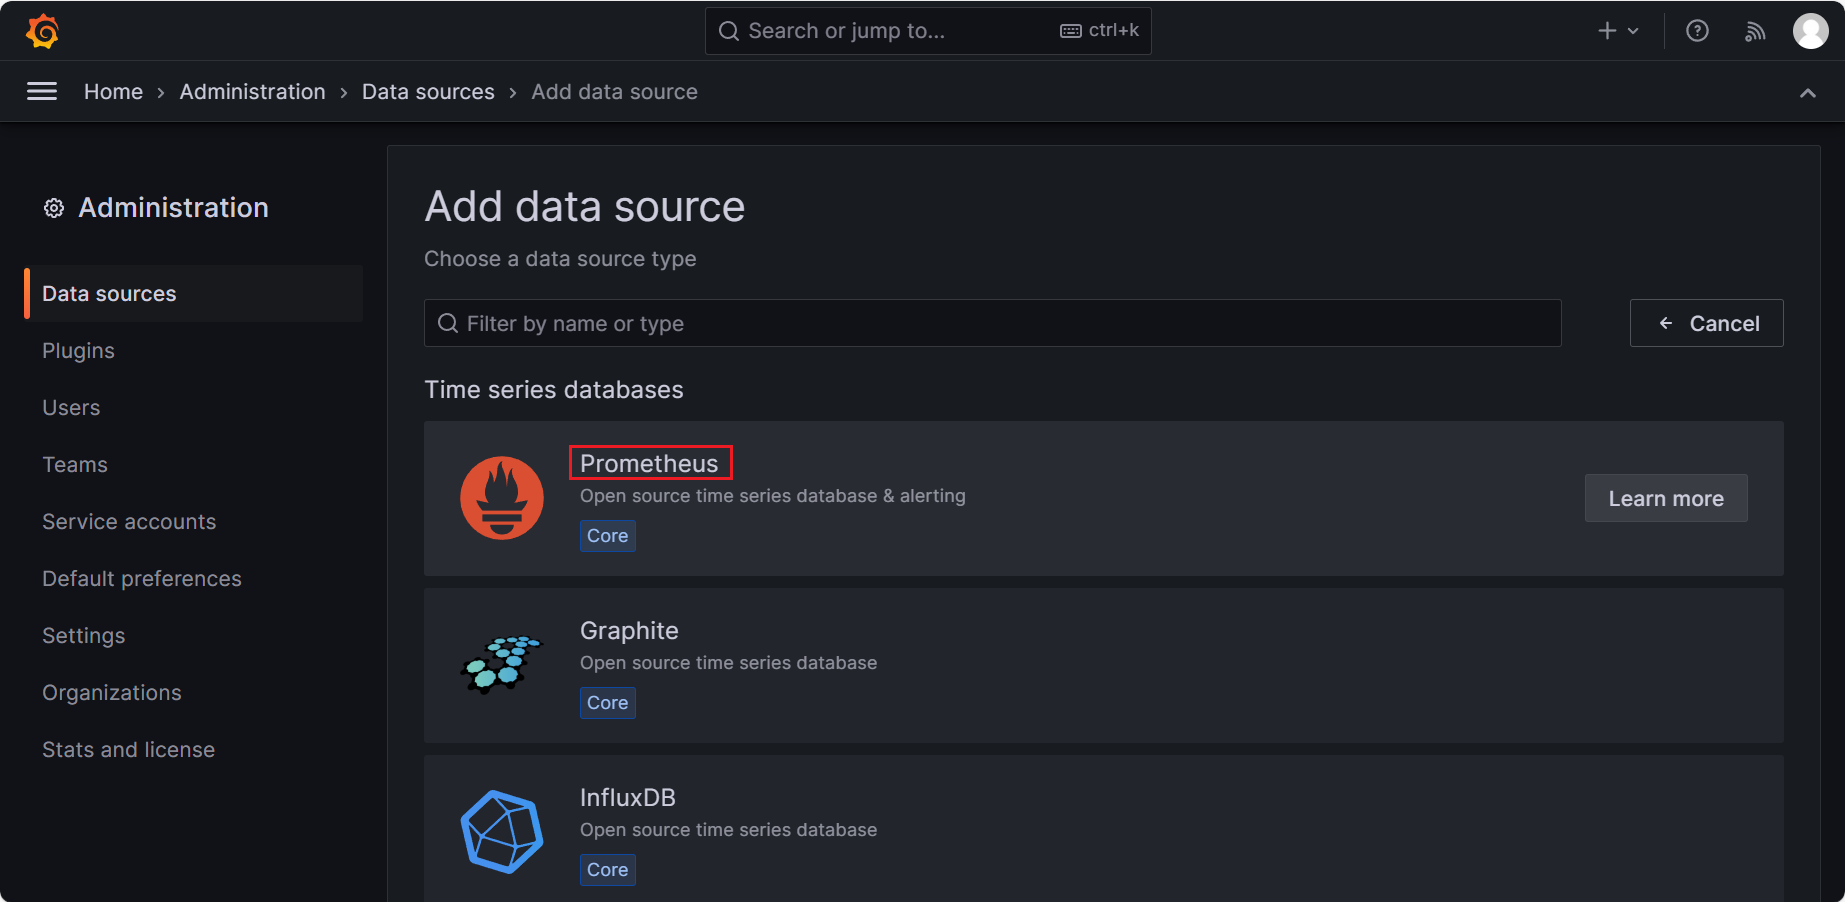 Search or jump to...
ctrl+k
Home › Administration › Data sources › Add data source
Administration
Data sources
Plugins
Users
Teams
Service accounts
Default preferences
Settings
Organizations
Stats and license
Add data source
Choose a data source type
Filter by name or type
Cancel
Time series databases
Prometheus
Open source time series database & alerting
Core
Learn more
Graphite
Open source time series database
Core
InfluxDB
Open source time series database
Core